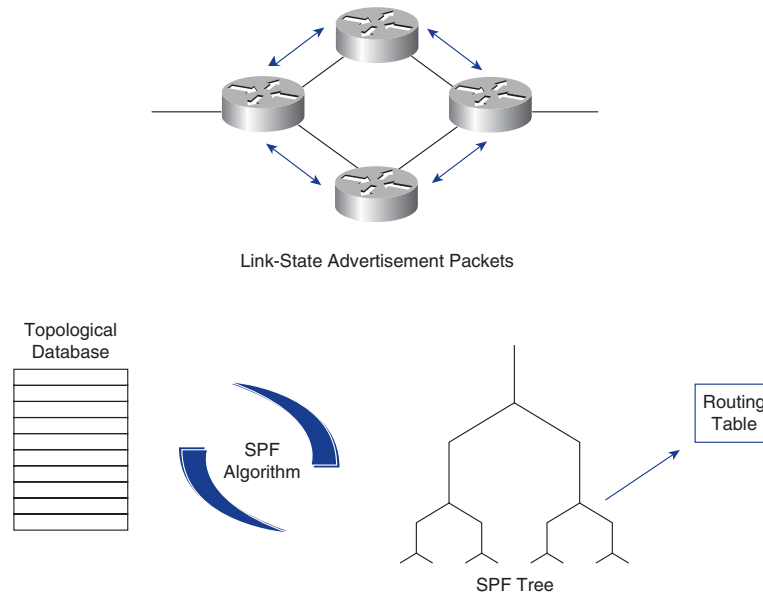 Link-State Advertisement Packets
Topological
Database
SPF
Algorithm
Routing
Table
SPF Tree